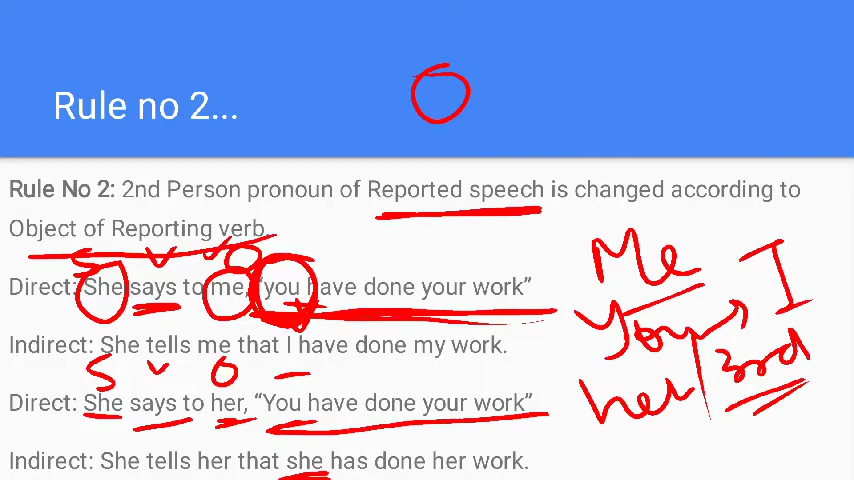 Rule no 2...
Rule No 2: 2nd Person pronoun of Reported speech is changed according to
Object of Reporting verb.
S V O
Direct: She says to me, “you have done your work”
Indirect: She tells me that I have done my work.
S V O
Direct: She says to her, “You have done your work”
Indirect: She tells her that she has done her work.
Me I
You
her 3rd